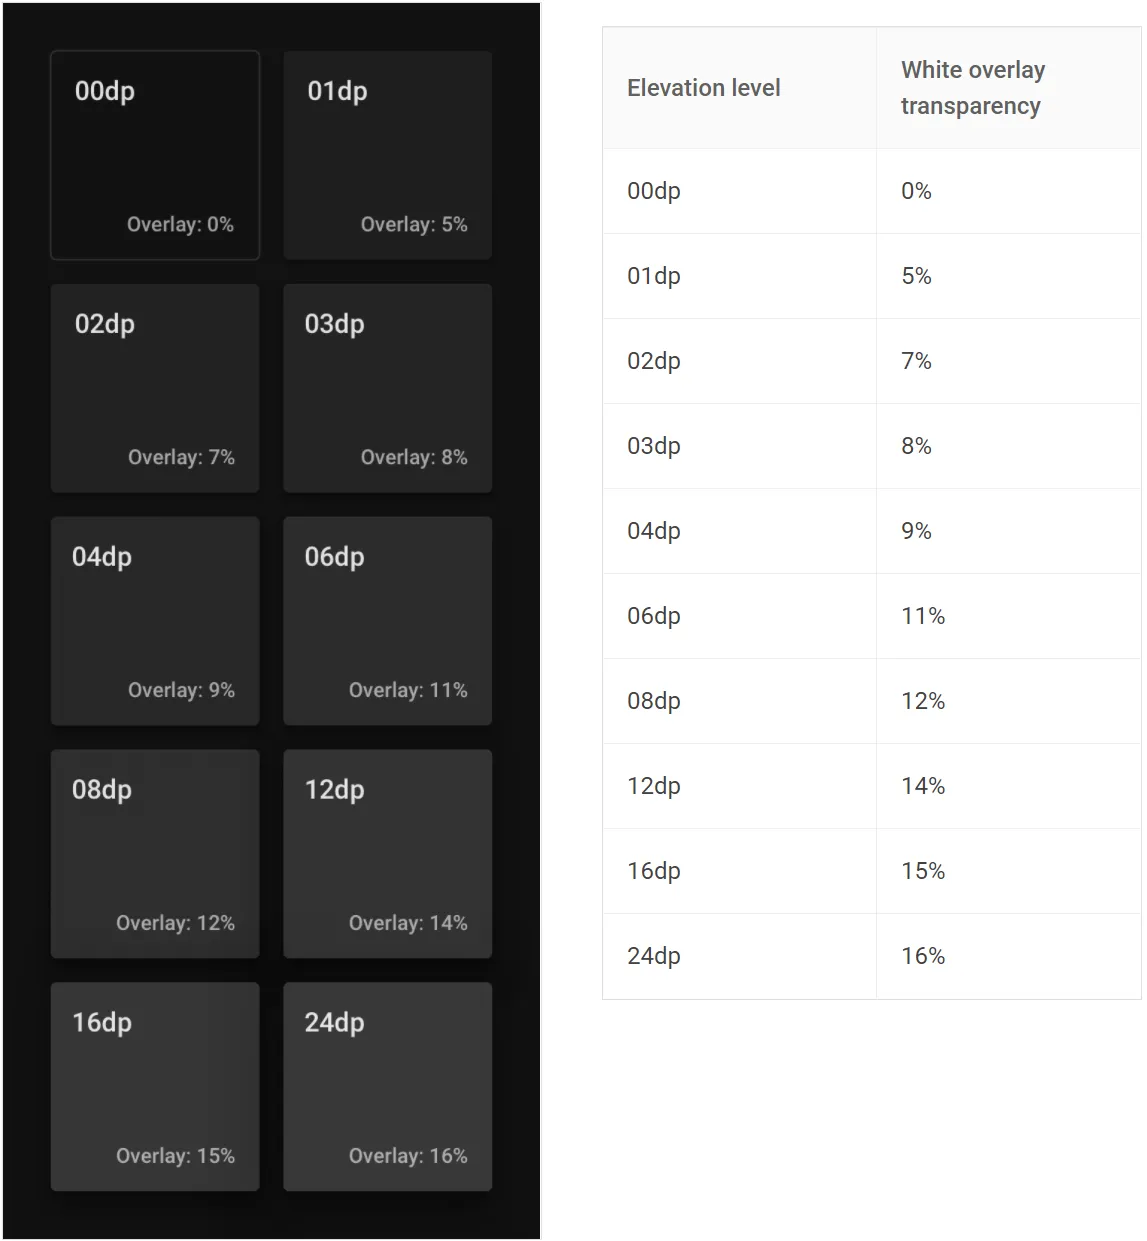 00dp
Overlay: 0%
01dp
Overlay: 5%
02dp
Overlay: 7%
03dp
Overlay: 8%
04dp
Overlay: 9%
06dp
Overlay: 11%
08dp
Overlay: 12%
12dp
Overlay: 14%
16dp
Overlay: 15%
24dp
Overlay: 16%
Elevation level
White overlay
transparency
00dp 0%
01dp 5%
02dp 7%
03dp 8%
04dp 9%
06dp 11%
08dp 12%
12dp 14%
16dp 15%
24dp 16%